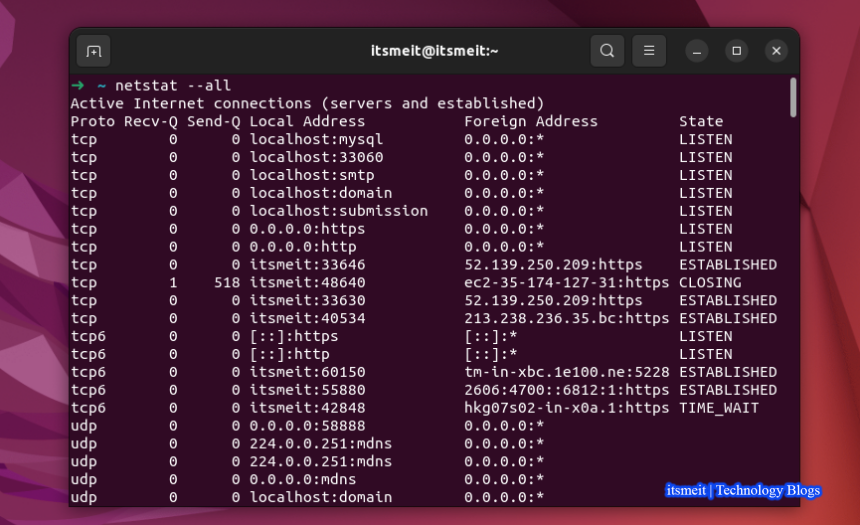 itsmeit@itsmeit:~
➜ ~ netstat --all
Active Internet connections (servers and established)
Proto Recv-Q Send-Q Local Address Foreign Address State
tcp 0 0 localhost:mysql 0.0.0.0:* LISTEN
tcp 0 0 localhost:33060 0.0.0.0:* LISTEN
tcp 0 0 localhost:smtp 0.0.0.0:* LISTEN
tcp 0 0 localhost:domain 0.0.0.0:* LISTEN
tcp 0 0 localhost:submission 0.0.0.0:* LISTEN
tcp 0 0 0.0.0.0:https 0.0.0.0:* LISTEN
tcp 0 0 0.0.0.0:http 0.0.0.0:* LISTEN
tcp 0 0 itsmeit:33646 52.139.250.209:https ESTABLISHED
tcp 1 518 itsmeit:48640 ec2-35-174-127-31:https CLOSING
tcp 0 0 itsmeit:33630 52.139.250.209:https ESTABLISHED
tcp 0 0 itsmeit:40534 213.238.236.35.bc:https ESTABLISHED
tcp6 0 0 [::]:https [::]:* LISTEN
tcp6 0 0 [::]:http [::]:* LISTEN
tcp6 0 0 itsmeit:60150 tm-in-xbc.1e100.ne:5228 ESTABLISHED
tcp6 0 0 itsmeit:55880 2606:4700::6812:1:https ESTABLISHED
tcp6 0 0 itsmeit:42848 hkg07s02-in-x0a.1:https TIME_WAIT
udp 0 0 0.0.0.0:58888 0.0.0.0:*
udp 0 0 224.0.0.251:mdns 0.0.0.0:*
udp 0 0 224.0.0.251:mdns 0.0.0.0:*
udp 0 0 0.0.0.0:mdns 0.0.0.0:*
udp 0 0 localhost:domain 0.0.0.0:*
itsmeit | Technology Blogs